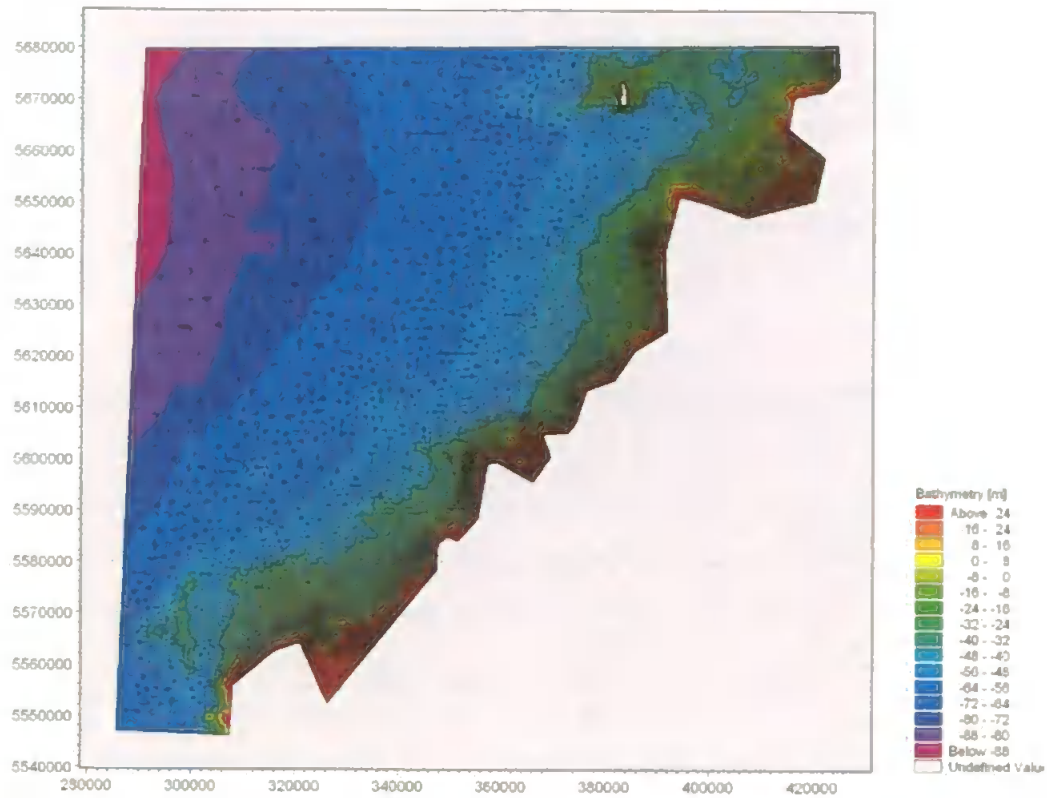 5680000
5670000
5660000
5650000
5640000
5630000
5620000
5610000
5600000
5590000
5580000
5570000
5560000
5550000
5540000
280000 300000 320000 340000 360000 380000 400000 420000
Bathymetry [m]
Above 24
16 - 24
8 - 16
0 - 8
-8 - 0
-16 - -8
-24 - -16
-32 - -24
-40 - -32
-48 - -40
-56 - -48
-64 - -56
-72 - -64
-80 - -72
-88 - -80
Below -88
Undefined Value